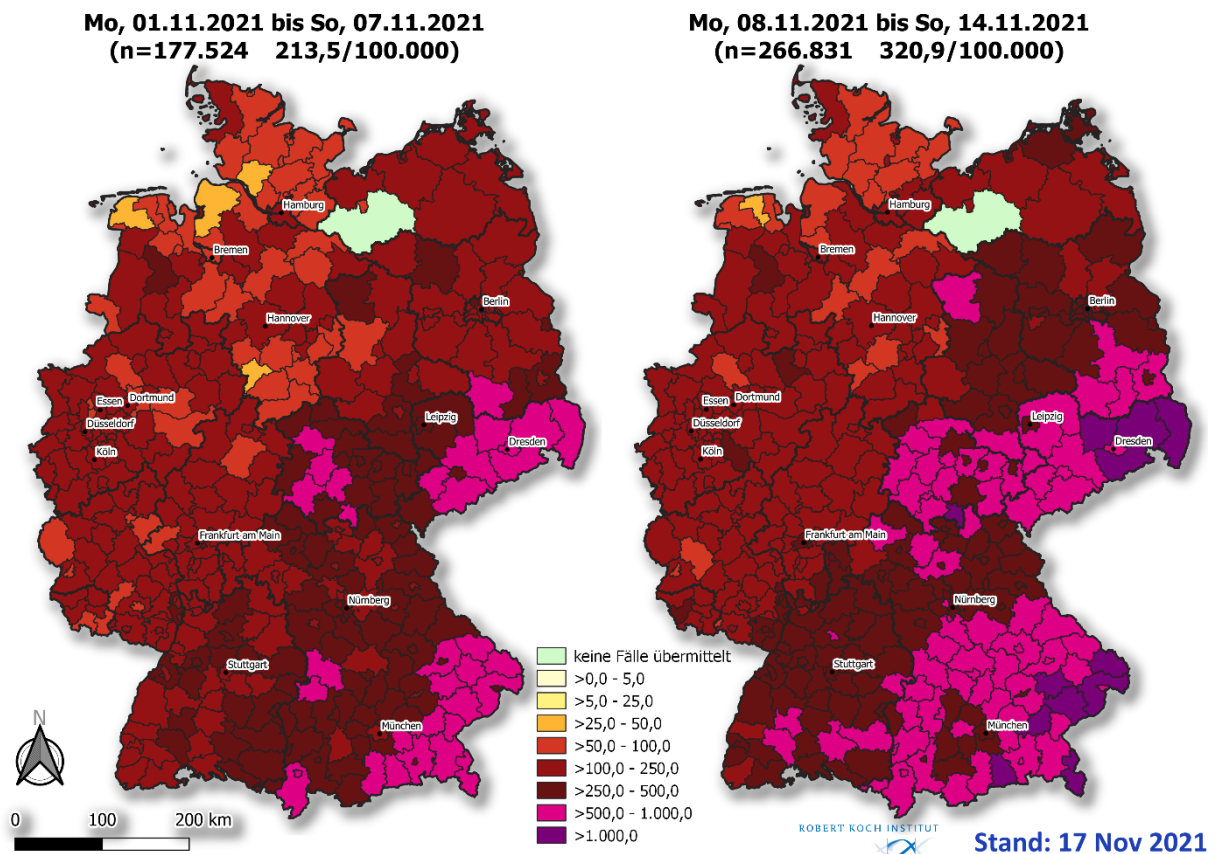 Mo, 01.11.2021 bis So, 07.11.2021
(n=177.524 213,5/100.000)
Mo, 08.11.2021 bis So, 14.11.2021
(n=266.831 320,9/100.000)
Hamburg
Bremen
Berlin
Hannover
Essen
Dortmund
Düsseldorf
Leipzig
Köln
Dresden
Frankfurt am Main
Nürnberg
Stuttgart
München
Hamburg
Bremen
Berlin
Hannover
Essen
Dortmund
Düsseldorf
Leipzig
Köln
Dresden
Frankfurt am Main
Nürnberg
Stuttgart
München
keine Fälle übermittelt
>0,0 - 5,0
>5,0 - 25,0
>25,0 - 50,0
>50,0 - 100,0
>100,0 - 250,0
>250,0 - 500,0
>500,0 - 1.000,0
>1.000,0
N
0 100 200 km
ROBERT KOCH INSTITUT
Stand: 17 Nov 2021